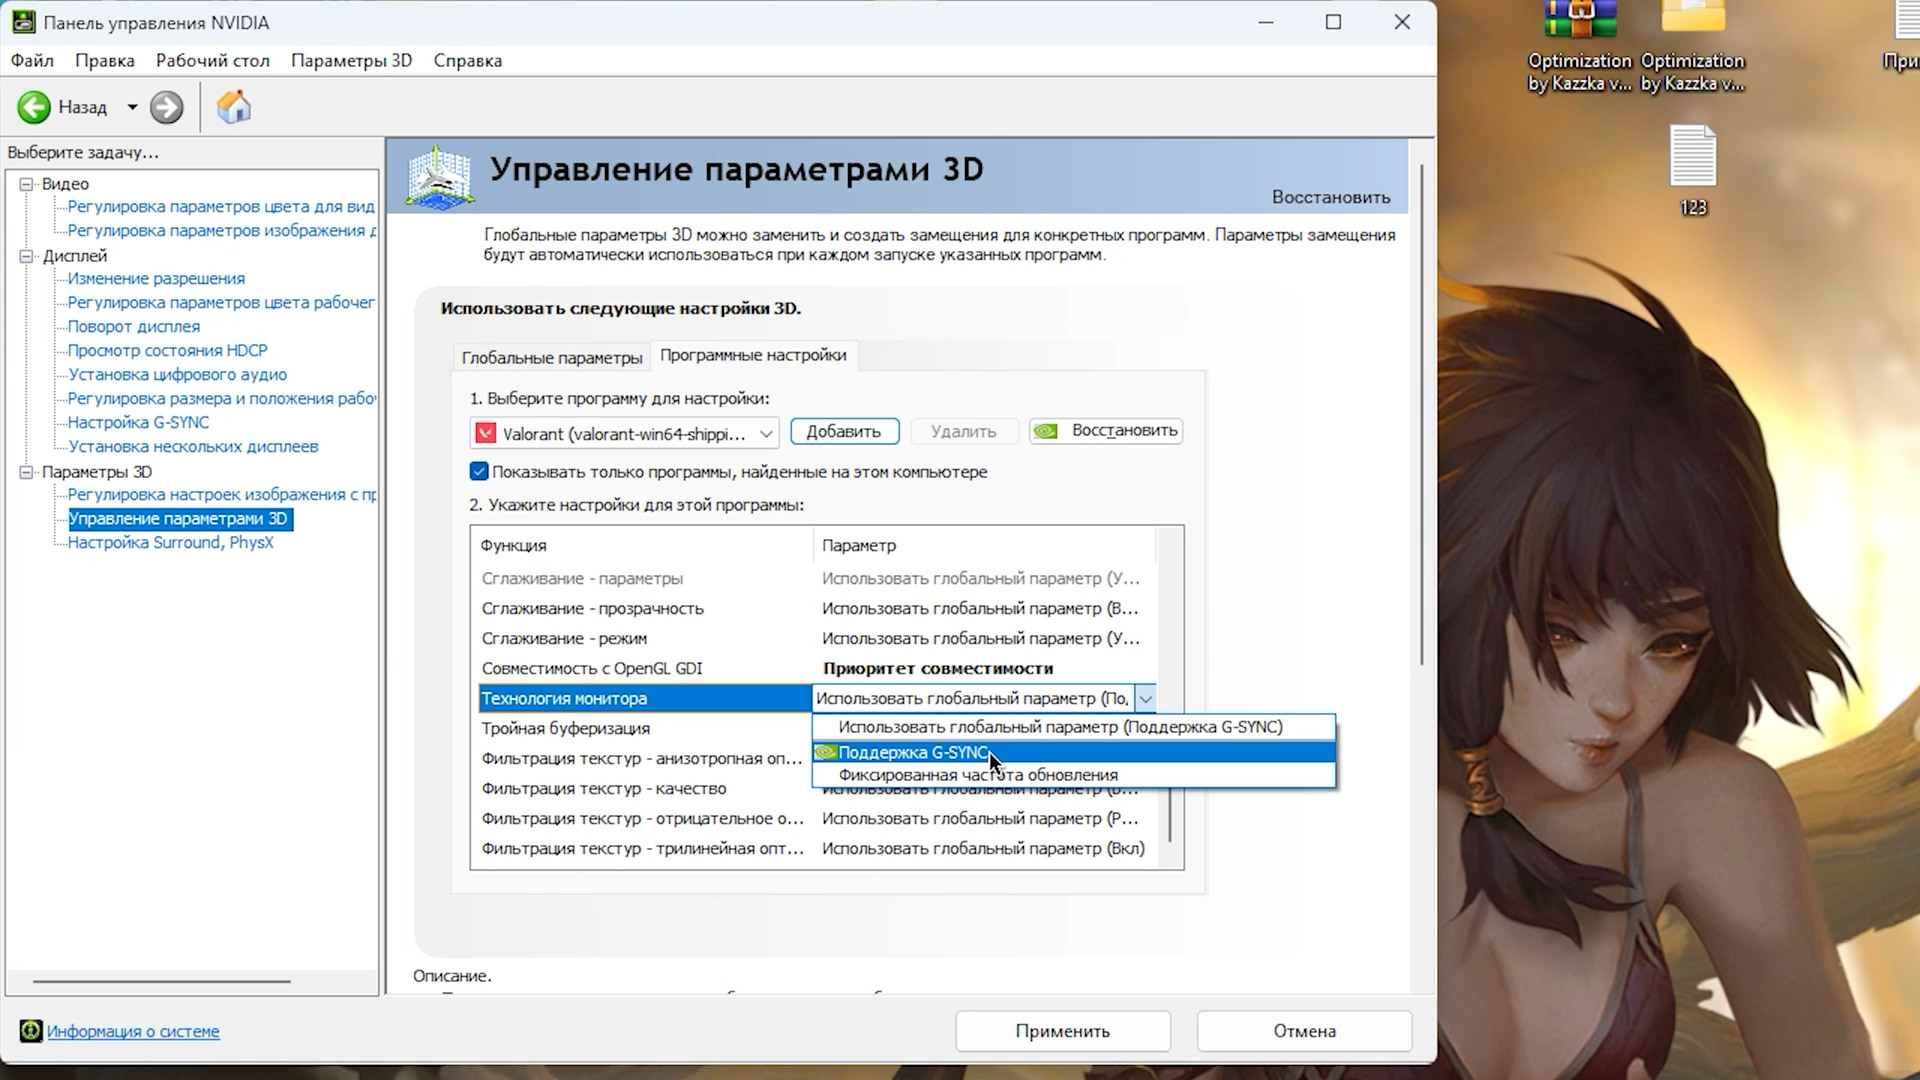 Панель управления NVIDIA
Файл Правка Рабочий стол Параметры 3D Справка
Назад
Выберите задачу...
Видео
Регулировка параметров цвета для вид
Регулировка параметров изображения д
Дисплей
Изменение разрешения
Регулировка параметров цвета рабочег
Поворот дисплея
Просмотр состояния HDCP
Установка цифрового аудио
Регулировка размера и положения рабо
Настройка G-SYNC
Установка нескольких дисплеев
Параметры 3D
Регулировка настроек изображения с пр
Управление параметрами 3D
Настройка Surround, PhysX
Информация о системе
Управление параметрами 3D
Восстановить
Глобальные параметры 3D можно заменить и создать замещения для конкретных программ. Параметры замещения
будут автоматически использоваться при каждом запуске указанных программ.
Использовать следующие настройки 3D.
Глобальные параметры Программные настройки
1. Выберите программу для настройки:
Valorant (valorant-win64-shippi... Добавить Удалить Восстановить
Показывать только программы, найденные на этом компьютере
2. Укажите настройки для этой программы:
Функция Параметр
Сглаживание - параметры Использовать глобальный параметр (У...
Сглаживание - прозрачность Использовать глобальный параметр (В...
Сглаживание - режим Использовать глобальный параметр (У...
Совместимость с OpenGL GDI Приоритет совместимости
Технология монитора Использовать глобальный параметр (По,
Тройная буферизация Использовать глобальный параметр (Поддержка G-SYNC)
Поддержка G-SYNC
Фильтрация текстур - анизотропная оп...
Фиксированная частота обновления
Фильтрация текстур - качество Использовать глобальный параметр (В...
Фильтрация текстур - отрицательное о... Использовать глобальный параметр (Р...
Фильтрация текстур - трилинейная опт... Использовать глобальный параметр (Вкл)
Описание.
Применить Отмена
Optimization
by Kazzka v...
Optimization
by Kazzka v...
При
123